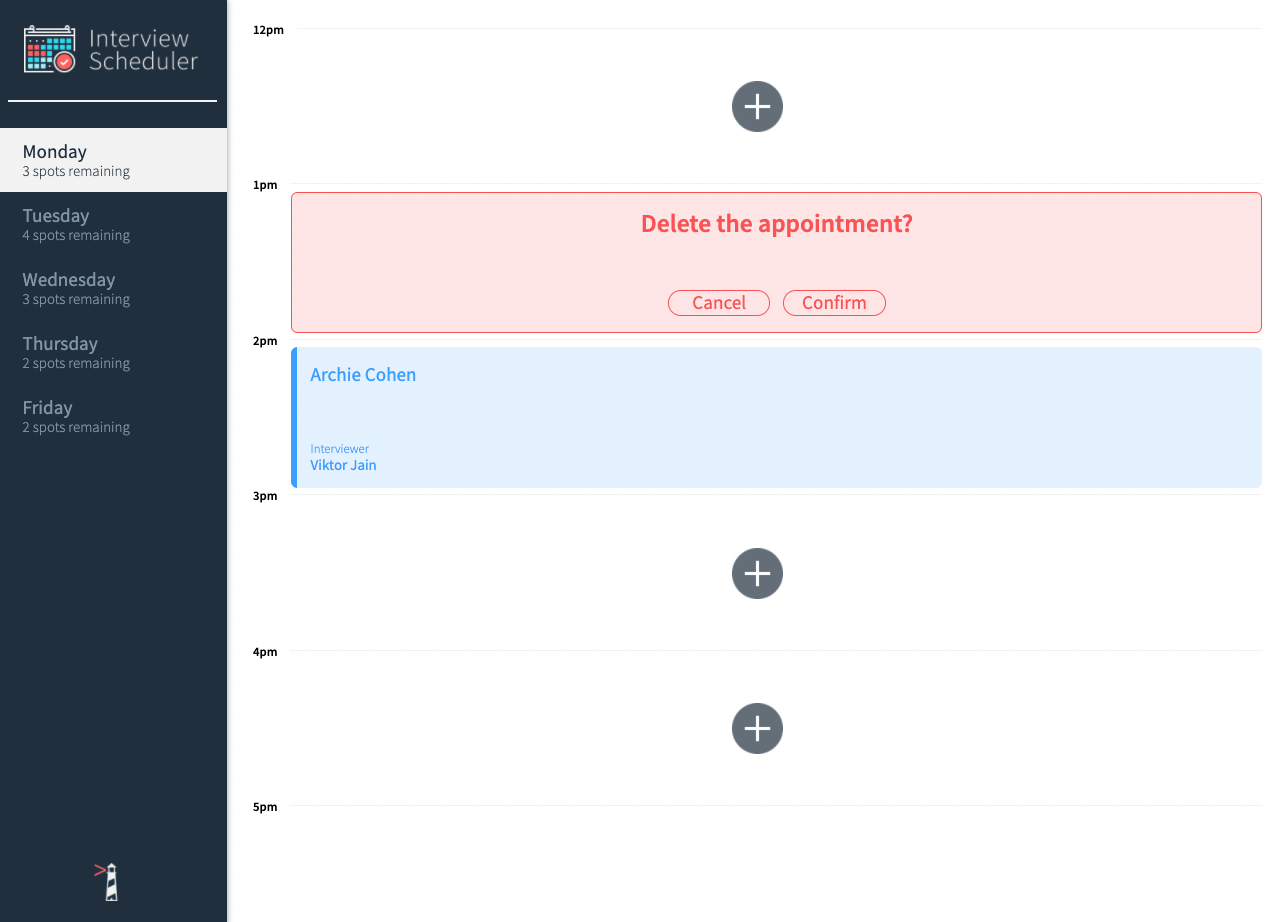 Interview
Scheduler
Monday
3 spots remaining
Tuesday
4 spots remaining
Wednesday
3 spots remaining
Thursday
2 spots remaining
Friday
2 spots remaining
12pm
1pm
Delete the appointment?
Cancel Confirm
2pm
Archie Cohen
Interviewer
Viktor Jain
3pm
4pm
5pm